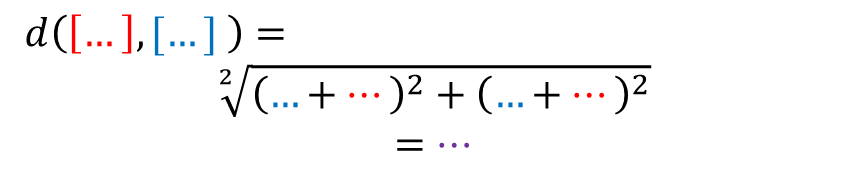 d([…],[…]) =
²√(… + ⋯ )² + (… + ⋯ )²
= ⋯